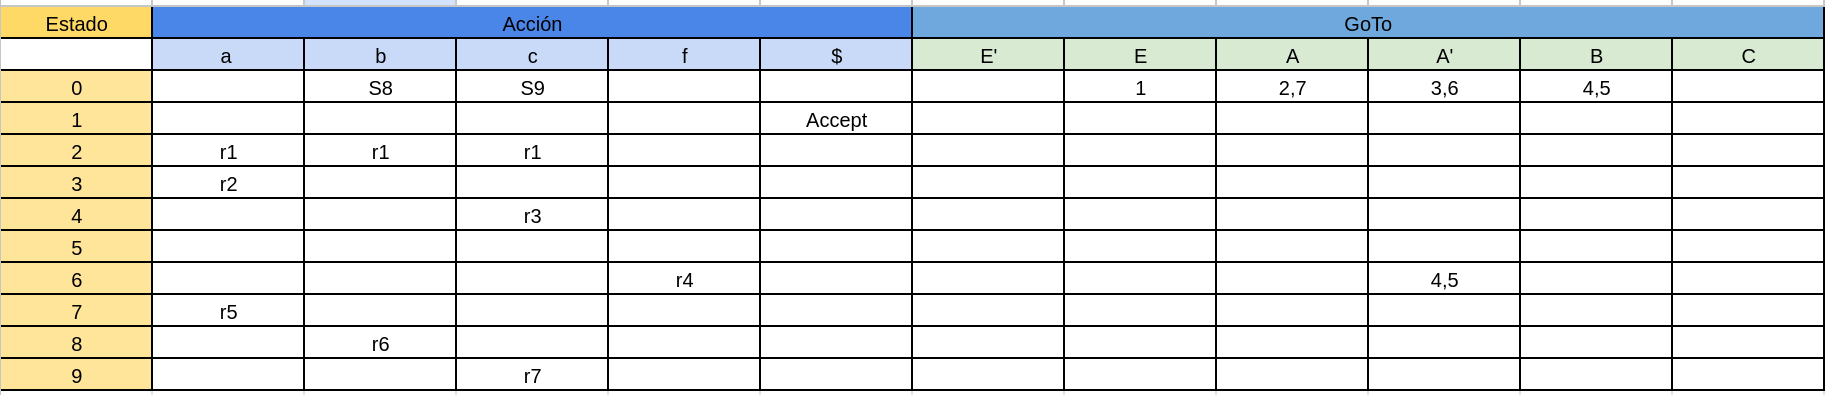 Estado Acción GoTo
a b c f $ E' E A A' B C
0 S8 S9 1 2,7 3,6 4,5
1 Accept
2 r1 r1 r1
3 r2
4 r3
5
6 r4 4,5
7 r5
8 r6
9 r7